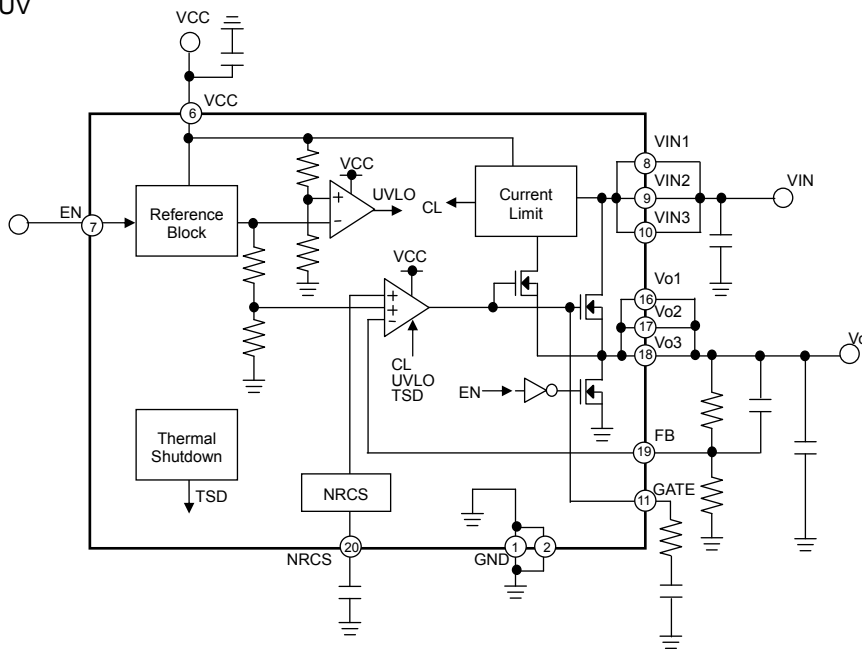 UV
VCC
6
VCC
VIN1
8
VCC
UVLO
Current
Limit
CL
VIN2
9
VIN
EN
7
Reference
Block
+
-
VIN3
10
VCC
Vo1
16
+
+
-
Vo2
17
Vo3
18
Vo
CL
UVLO
TSD
EN
Thermal
Shutdown
FB
19
TSD
NRCS
GATE
11
NRCS
20
GND
1
2